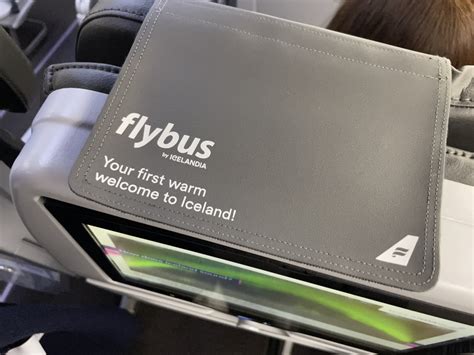 flybus
by ICELANDIA
Your first warm
welcome to Iceland!